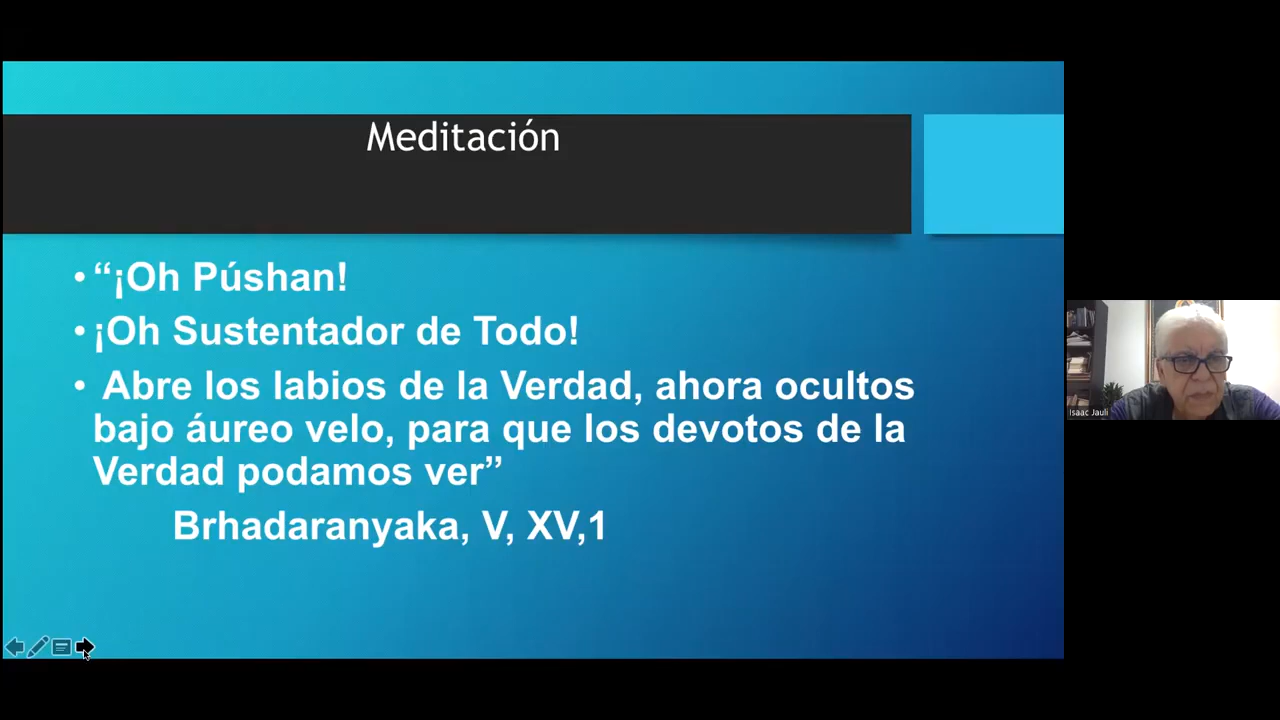 Meditación
• “¡Oh Púshan!
• ¡Oh Sustentador de Todo!
• Abre los labios de la Verdad, ahora ocultos
bajo áureo velo, para que los devotos de la
Verdad podamos ver”
Brhadaranyaka, V, XV,1
Isaac Jauli